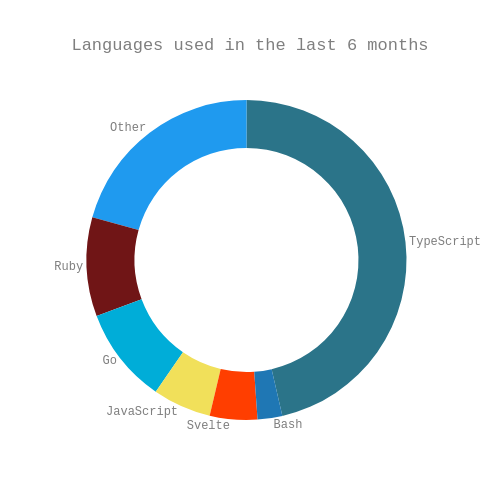 Languages used in the last 6 months
Other
TypeScript
Ruby
Go
JavaScript
Svelte
Bash